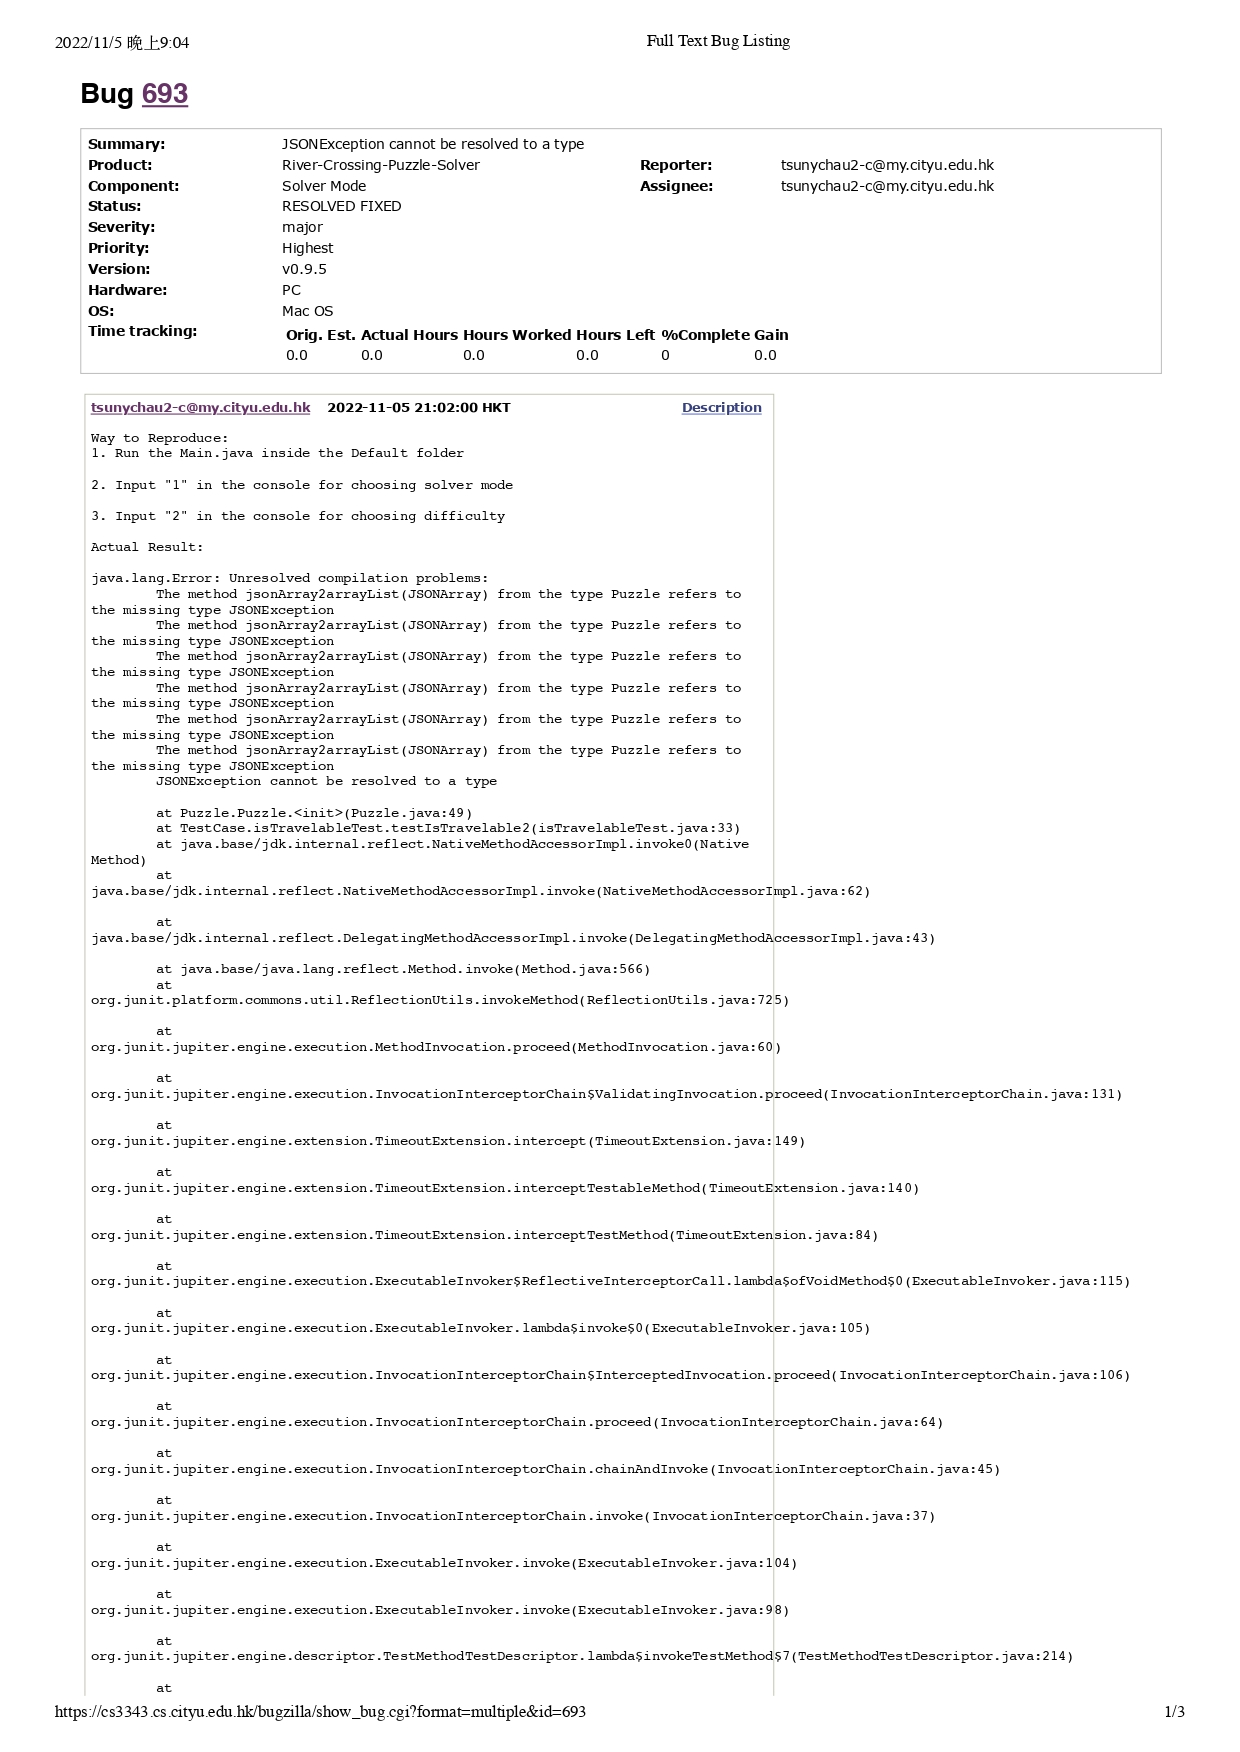 2022/11/5 晚上9:04 Full Text Bug Listing
Bug 693
Summary: JSONException cannot be resolved to a type
Product: River-Crossing-Puzzle-Solver Reporter: tsunychau2-c@my.cityu.edu.hk
Component: Solver Mode Assignee: tsunychau2-c@my.cityu.edu.hk
Status: RESOLVED FIXED
Severity: major
Priority: Highest
Version: v0.9.5
Hardware: PC
OS: Mac OS
Time tracking: Orig. Est. Actual Hours Hours Worked Hours Left %Complete Gain
0.0 0.0 0.0 0.0 0 0.0
tsunychau2-c@my.cityu.edu.hk 2022-11-05 21:02:00 HKT Description
Way to Reproduce:
1. Run the Main.java inside the Default folder
2. Input "1" in the console for choosing solver mode
3. Input "2" in the console for choosing difficulty
Actual Result:
java.lang.Error: Unresolved compilation problems:
The method jsonArray2arrayList(JSONArray) from the type Puzzle refers to
the missing type JSONException
The method jsonArray2arrayList(JSONArray) from the type Puzzle refers to
the missing type JSONException
The method jsonArray2arrayList(JSONArray) from the type Puzzle refers to
the missing type JSONException
The method jsonArray2arrayList(JSONArray) from the type Puzzle refers to
the missing type JSONException
The method jsonArray2arrayList(JSONArray) from the type Puzzle refers to
the missing type JSONException
The method jsonArray2arrayList(JSONArray) from the type Puzzle refers to
the missing type JSONException
JSONException cannot be resolved to a type
at Puzzle.Puzzle.<init>(Puzzle.java:49)
at TestCase.isTravelableTest.testIsTravelable2(isTravelableTest.java:33)
at java.base/jdk.internal.reflect.NativeMethodAccessorImpl.invoke0(Native
Method)
at
java.base/jdk.internal.reflect.NativeMethodAccessorImpl.invoke(NativeMethodAccessorImpl.java:62)
at
java.base/jdk.internal.reflect.DelegatingMethodAccessorImpl.invoke(DelegatingMethodAccessorImpl.java:43)
at java.base/java.lang.reflect.Method.invoke(Method.java:566)
at
org.junit.platform.commons.util.ReflectionUtils.invokeMethod(ReflectionUtils.java:725)
at
org.junit.jupiter.engine.execution.MethodInvocation.proceed(MethodInvocation.java:60)
at
org.junit.jupiter.engine.execution.InvocationInterceptorChain$ValidatingInvocation.proceed(InvocationInterceptorChain.java:131)
at
org.junit.jupiter.engine.extension.TimeoutExtension.intercept(TimeoutExtension.java:149)
at
org.junit.jupiter.engine.extension.TimeoutExtension.interceptTestableMethod(TimeoutExtension.java:140)
at
org.junit.jupiter.engine.extension.TimeoutExtension.interceptTestMethod(TimeoutExtension.java:84)
at
org.junit.jupiter.engine.execution.ExecutableInvoker$ReflectiveInterceptorCall.lambda$ofVoidMethod$0(ExecutableInvoker.java:115)
at
org.junit.jupiter.engine.execution.ExecutableInvoker.lambda$invoke$0(ExecutableInvoker.java:105)
at
org.junit.jupiter.engine.execution.InvocationInterceptorChain$InterceptedInvocation.proceed(InvocationInterceptorChain.java:106)
at
org.junit.jupiter.engine.execution.InvocationInterceptorChain.proceed(InvocationInterceptorChain.java:64)
at
org.junit.jupiter.engine.execution.InvocationInterceptorChain.chainAndInvoke(InvocationInterceptorChain.java:45)
at
org.junit.jupiter.engine.execution.InvocationInterceptorChain.invoke(InvocationInterceptorChain.java:37)
at
org.junit.jupiter.engine.execution.ExecutableInvoker.invoke(ExecutableInvoker.java:104)
at
org.junit.jupiter.engine.execution.ExecutableInvoker.invoke(ExecutableInvoker.java:98)
at
org.junit.jupiter.engine.descriptor.TestMethodTestDescriptor.lambda$invokeTestMethod$7(TestMethodTestDescriptor.java:214)
at
https://cs3343.cs.cityu.edu.hk/bugzilla/show_bug.cgi?format=multiple&id=693 1/3